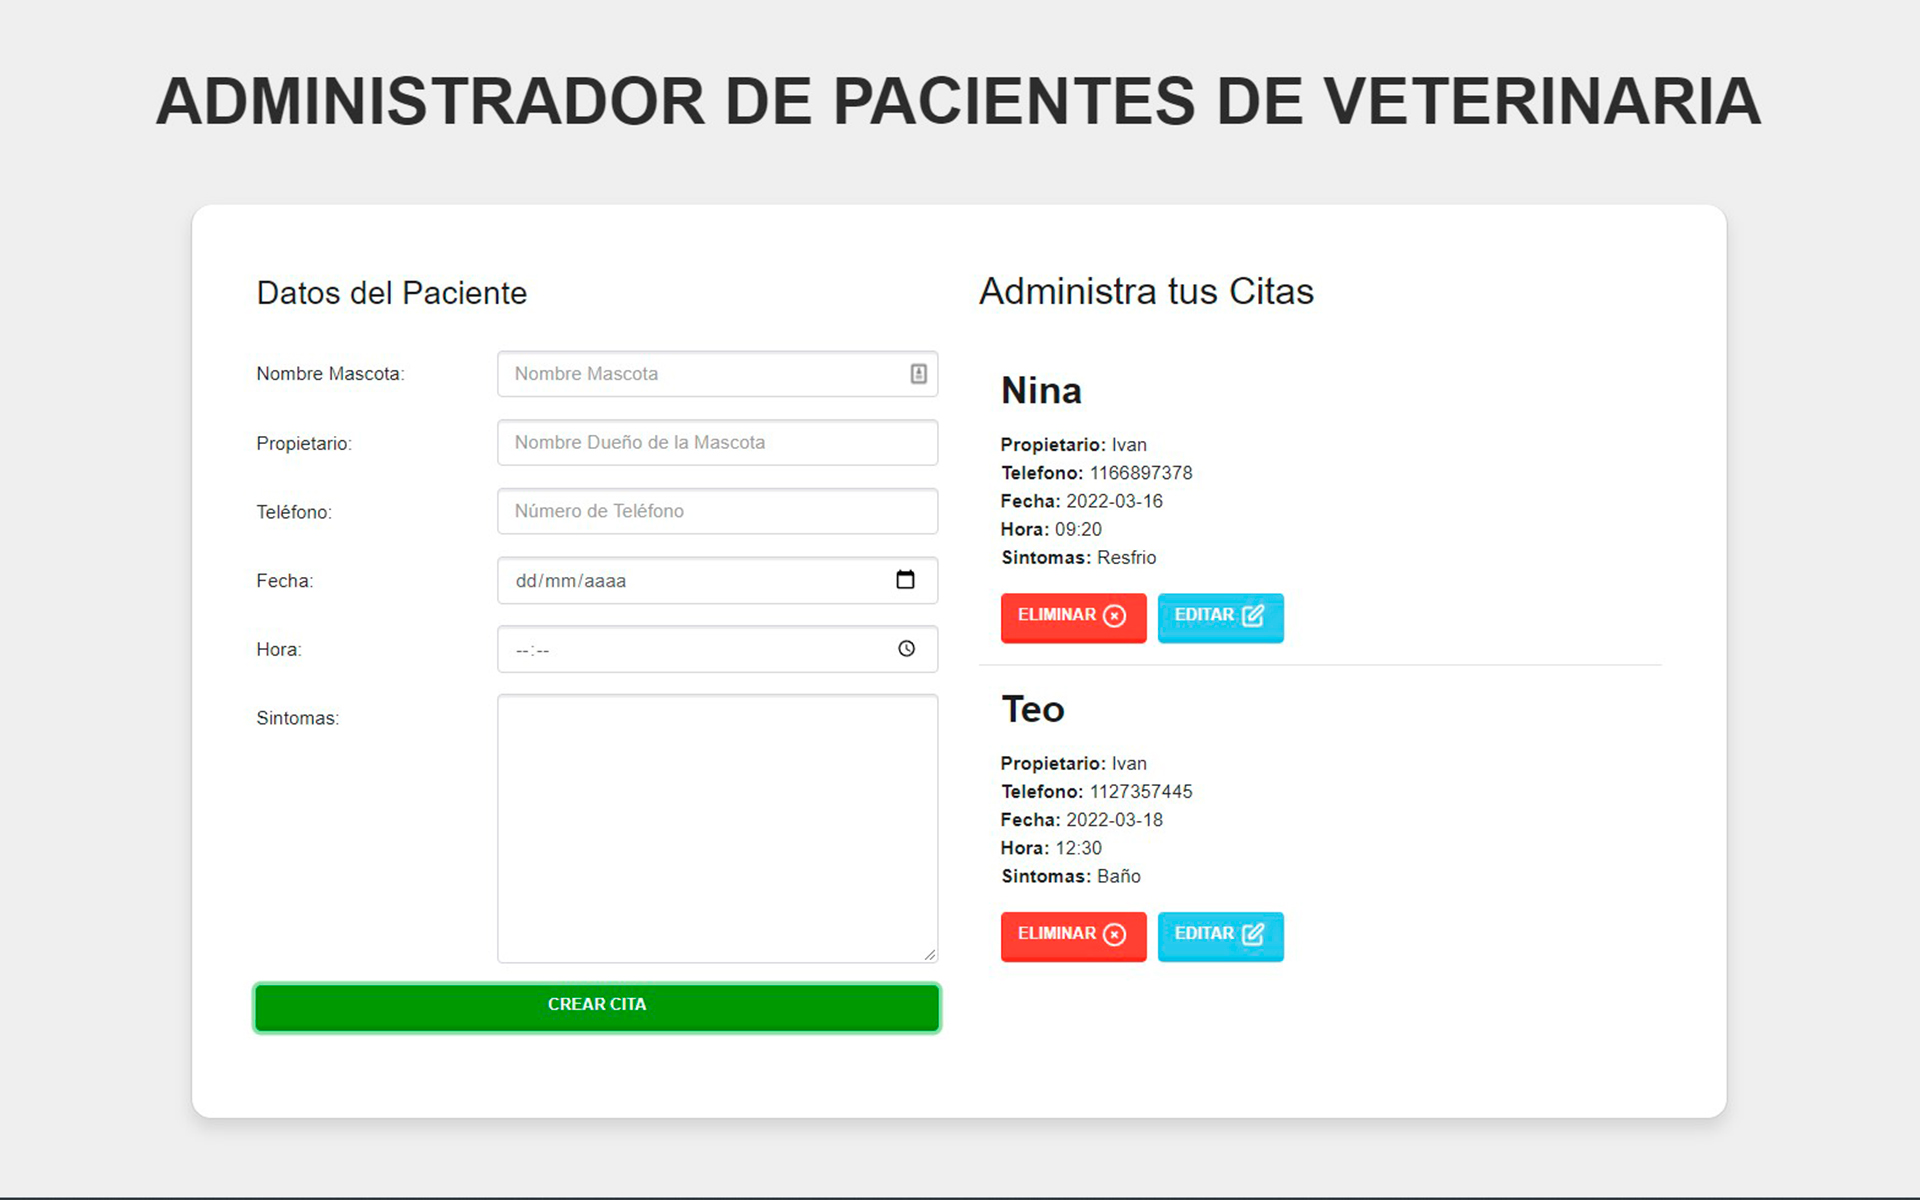 ADMINISTRADOR DE PACIENTES DE VETERINARIA
Datos del Paciente
Nombre Mascota:
Nombre Mascota
Propietario:
Nombre Dueño de la Mascota
Teléfono:
Número de Teléfono
Fecha:
dd/mm/aaaa
Hora:
--:--
Sintomas:
CREAR CITA
Administra tus Citas
Nina
Propietario: Ivan
Telefono: 1166897378
Fecha: 2022-03-16
Hora: 09:20
Sintomas: Resfrio
ELIMINAR EDITAR
Teo
Propietario: Ivan
Telefono: 1127357445
Fecha: 2022-03-18
Hora: 12:30
Sintomas: Baño
ELIMINAR EDITAR